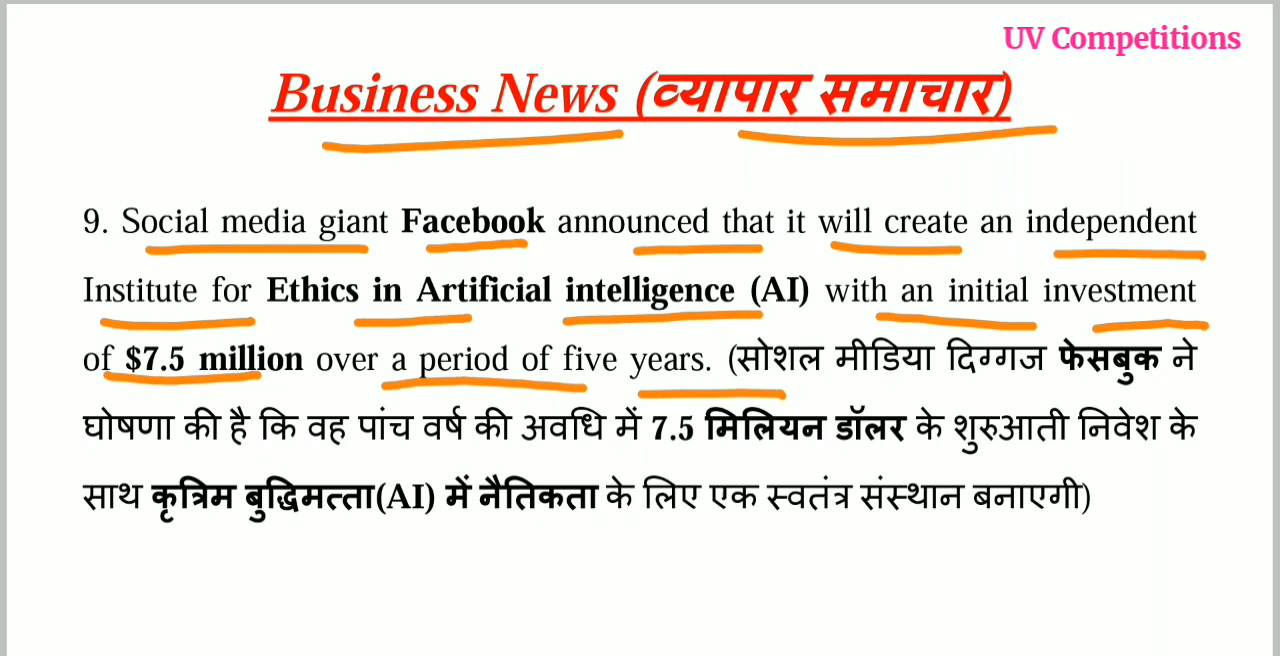 UV Competitions
Business News (व्यापार समाचार)
9. Social media giant Facebook announced that it will create an independent
Institute for Ethics in Artificial intelligence (AI) with an initial investment
of $7.5 million over a period of five years. (सोशल मीडिया दिग्गज फेसबुक ने
घोषणा की है कि वह पांच वर्ष की अवधि में 7.5 मिलियन डॉलर के शुरुआती निवेश के
साथ कृत्रिम बुद्धिमत्ता(AI) में नैतिकता के लिए एक स्वतंत्र संस्थान बनाएगी)